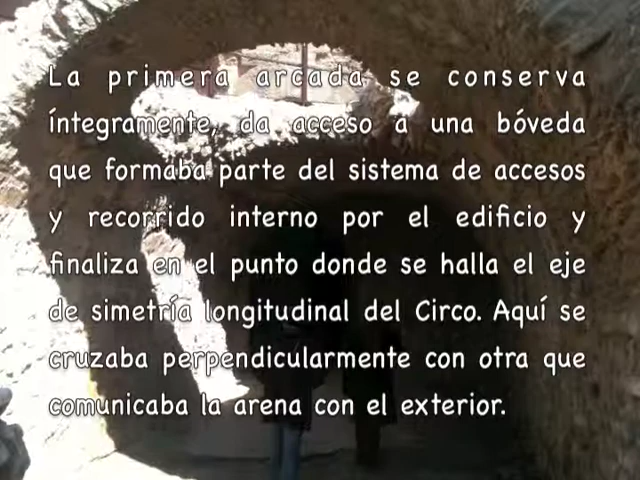 La primera arcada se conserva
íntegramente, da acceso a una bóveda
que formaba parte del sistema de accesos
y recorrido interno por el edificio y
finaliza en el punto donde se halla el eje
de simetría longitudinal del Circo. Aquí se
cruzaba perpendicularmente con otra que
comunicaba la arena con el exterior.